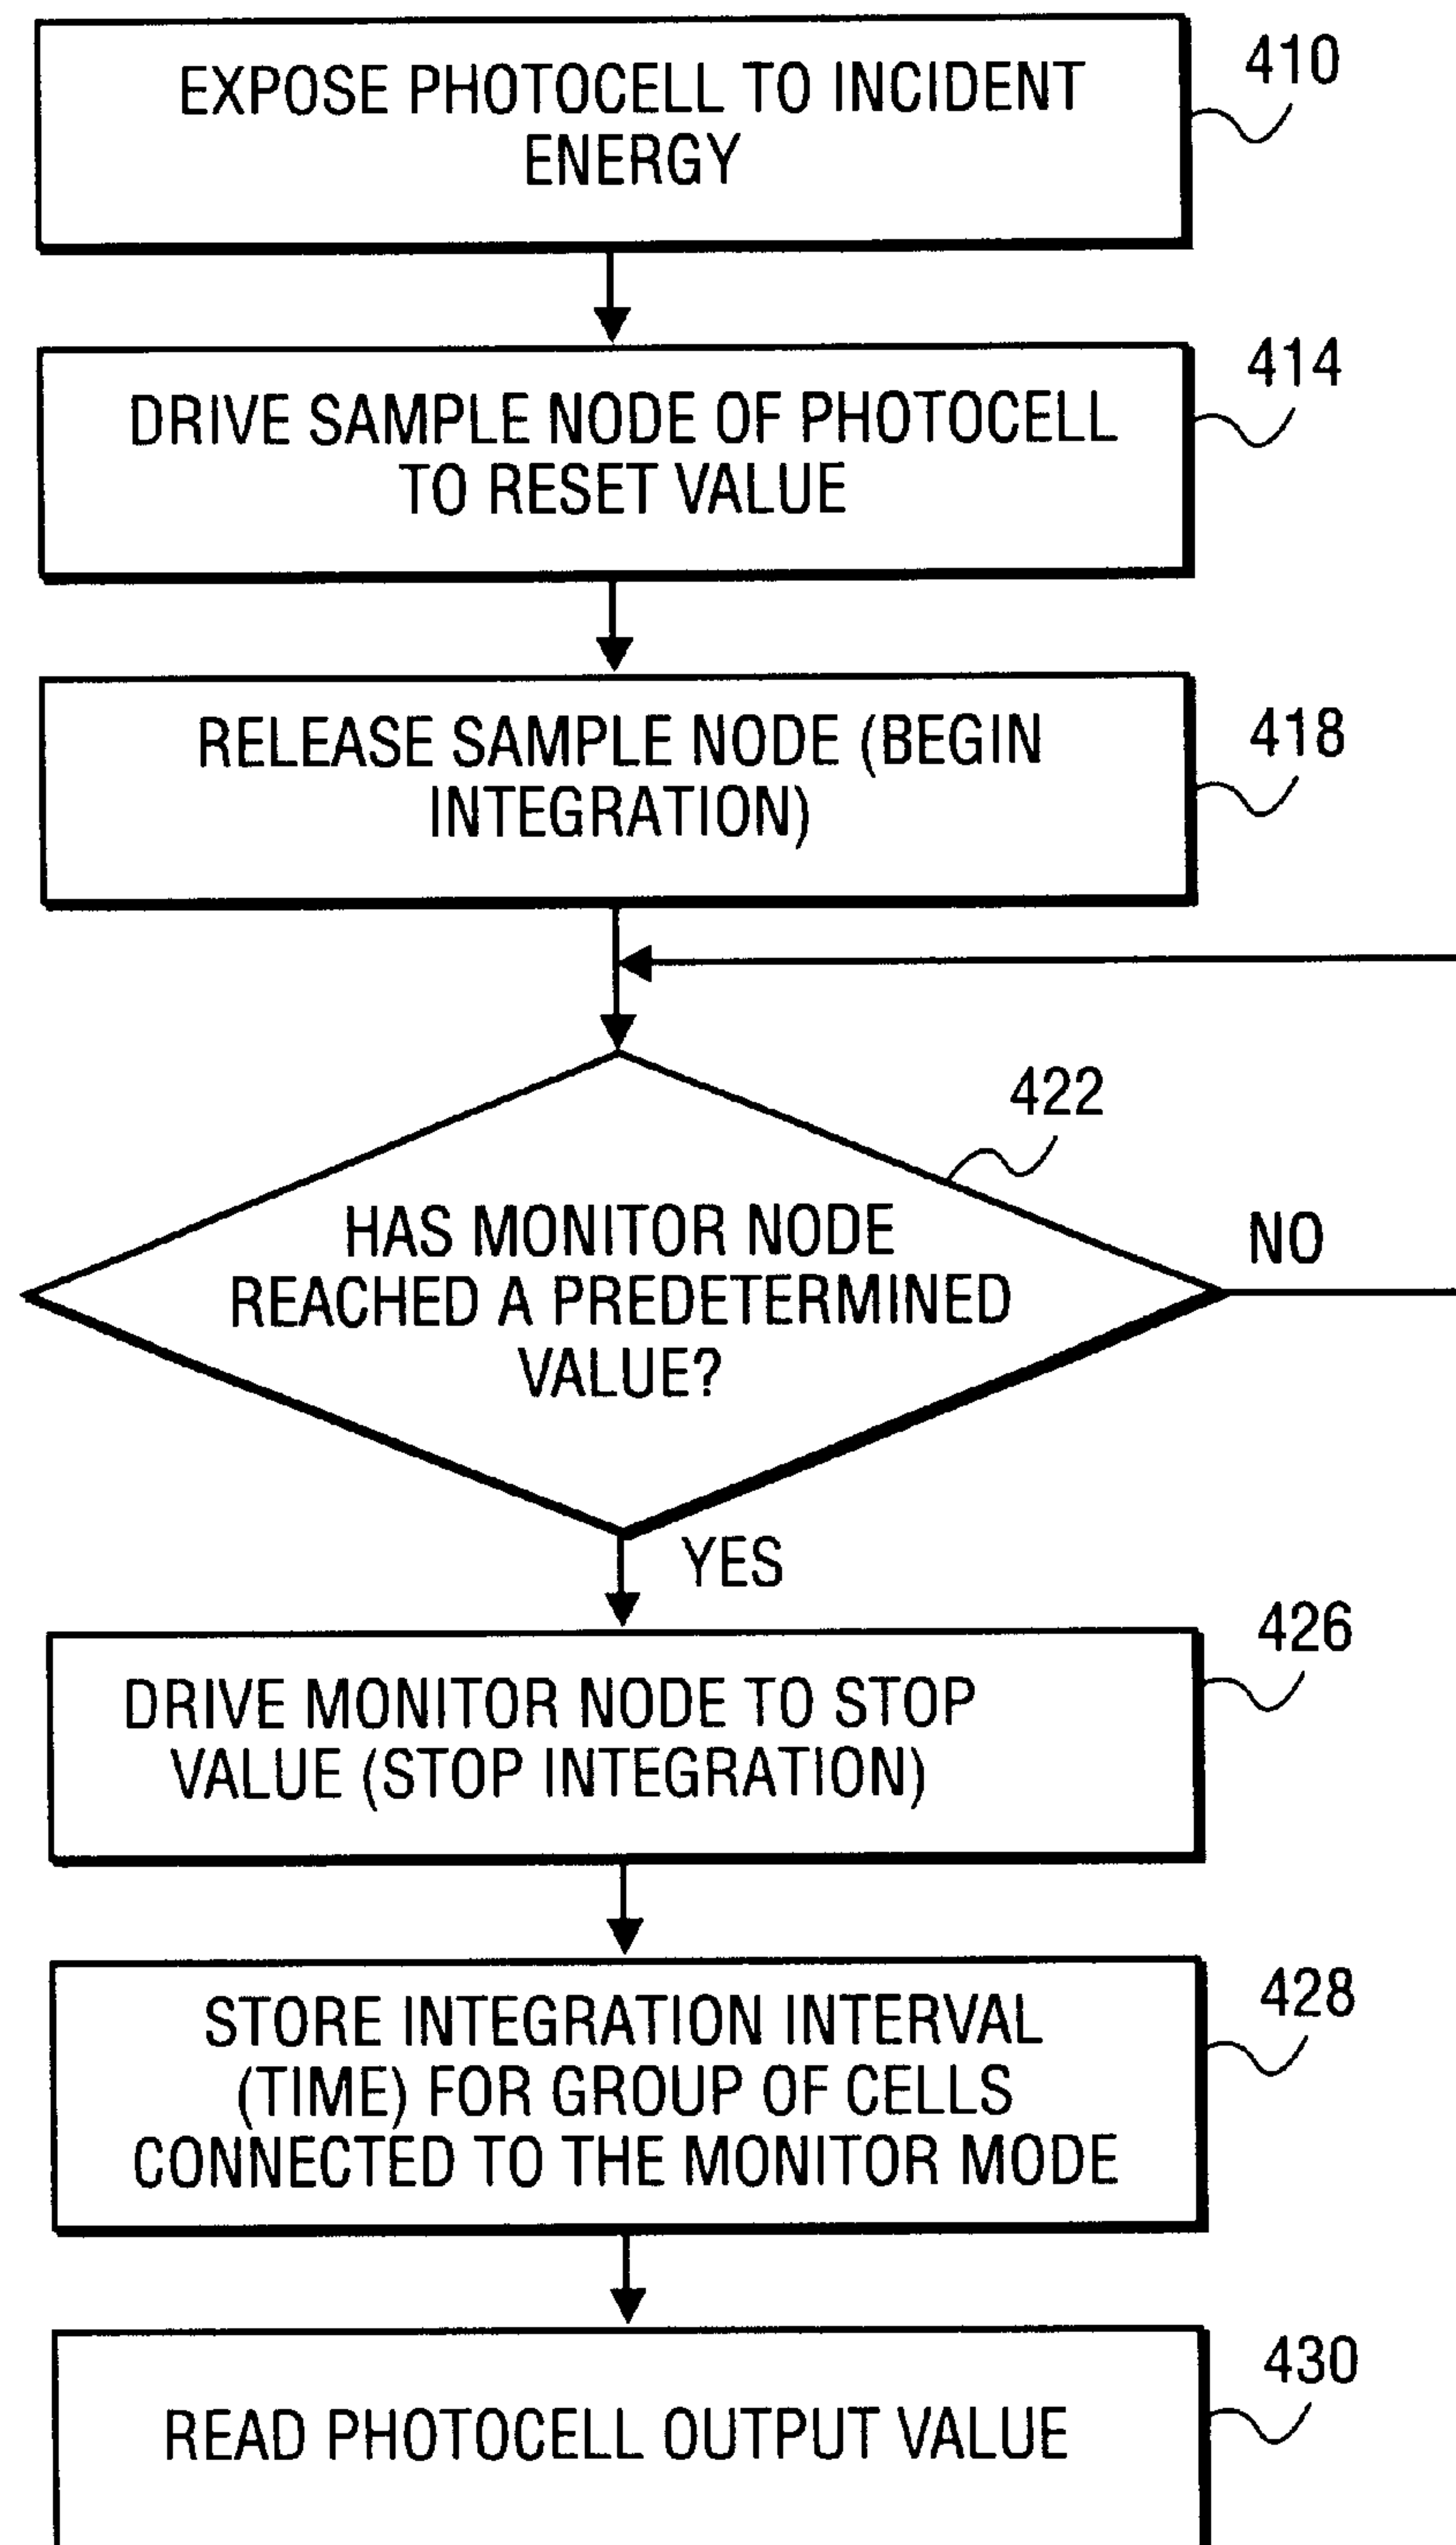 EXPOSE PHOTOCELL TO INCIDENT
ENERGY
410
DRIVE SAMPLE NODE OF PHOTOCELL
TO RESET VALUE
414
RELEASE SAMPLE NODE (BEGIN
INTEGRATION)
418
422
HAS MONITOR NODE
REACHED A PREDETERMINED
VALUE?
NO
YES
DRIVE MONITOR NODE TO STOP
VALUE (STOP INTEGRATION)
426
STORE INTEGRATION INTERVAL
(TIME) FOR GROUP OF CELLS
CONNECTED TO THE MONITOR MODE
428
READ PHOTOCELL OUTPUT VALUE
430